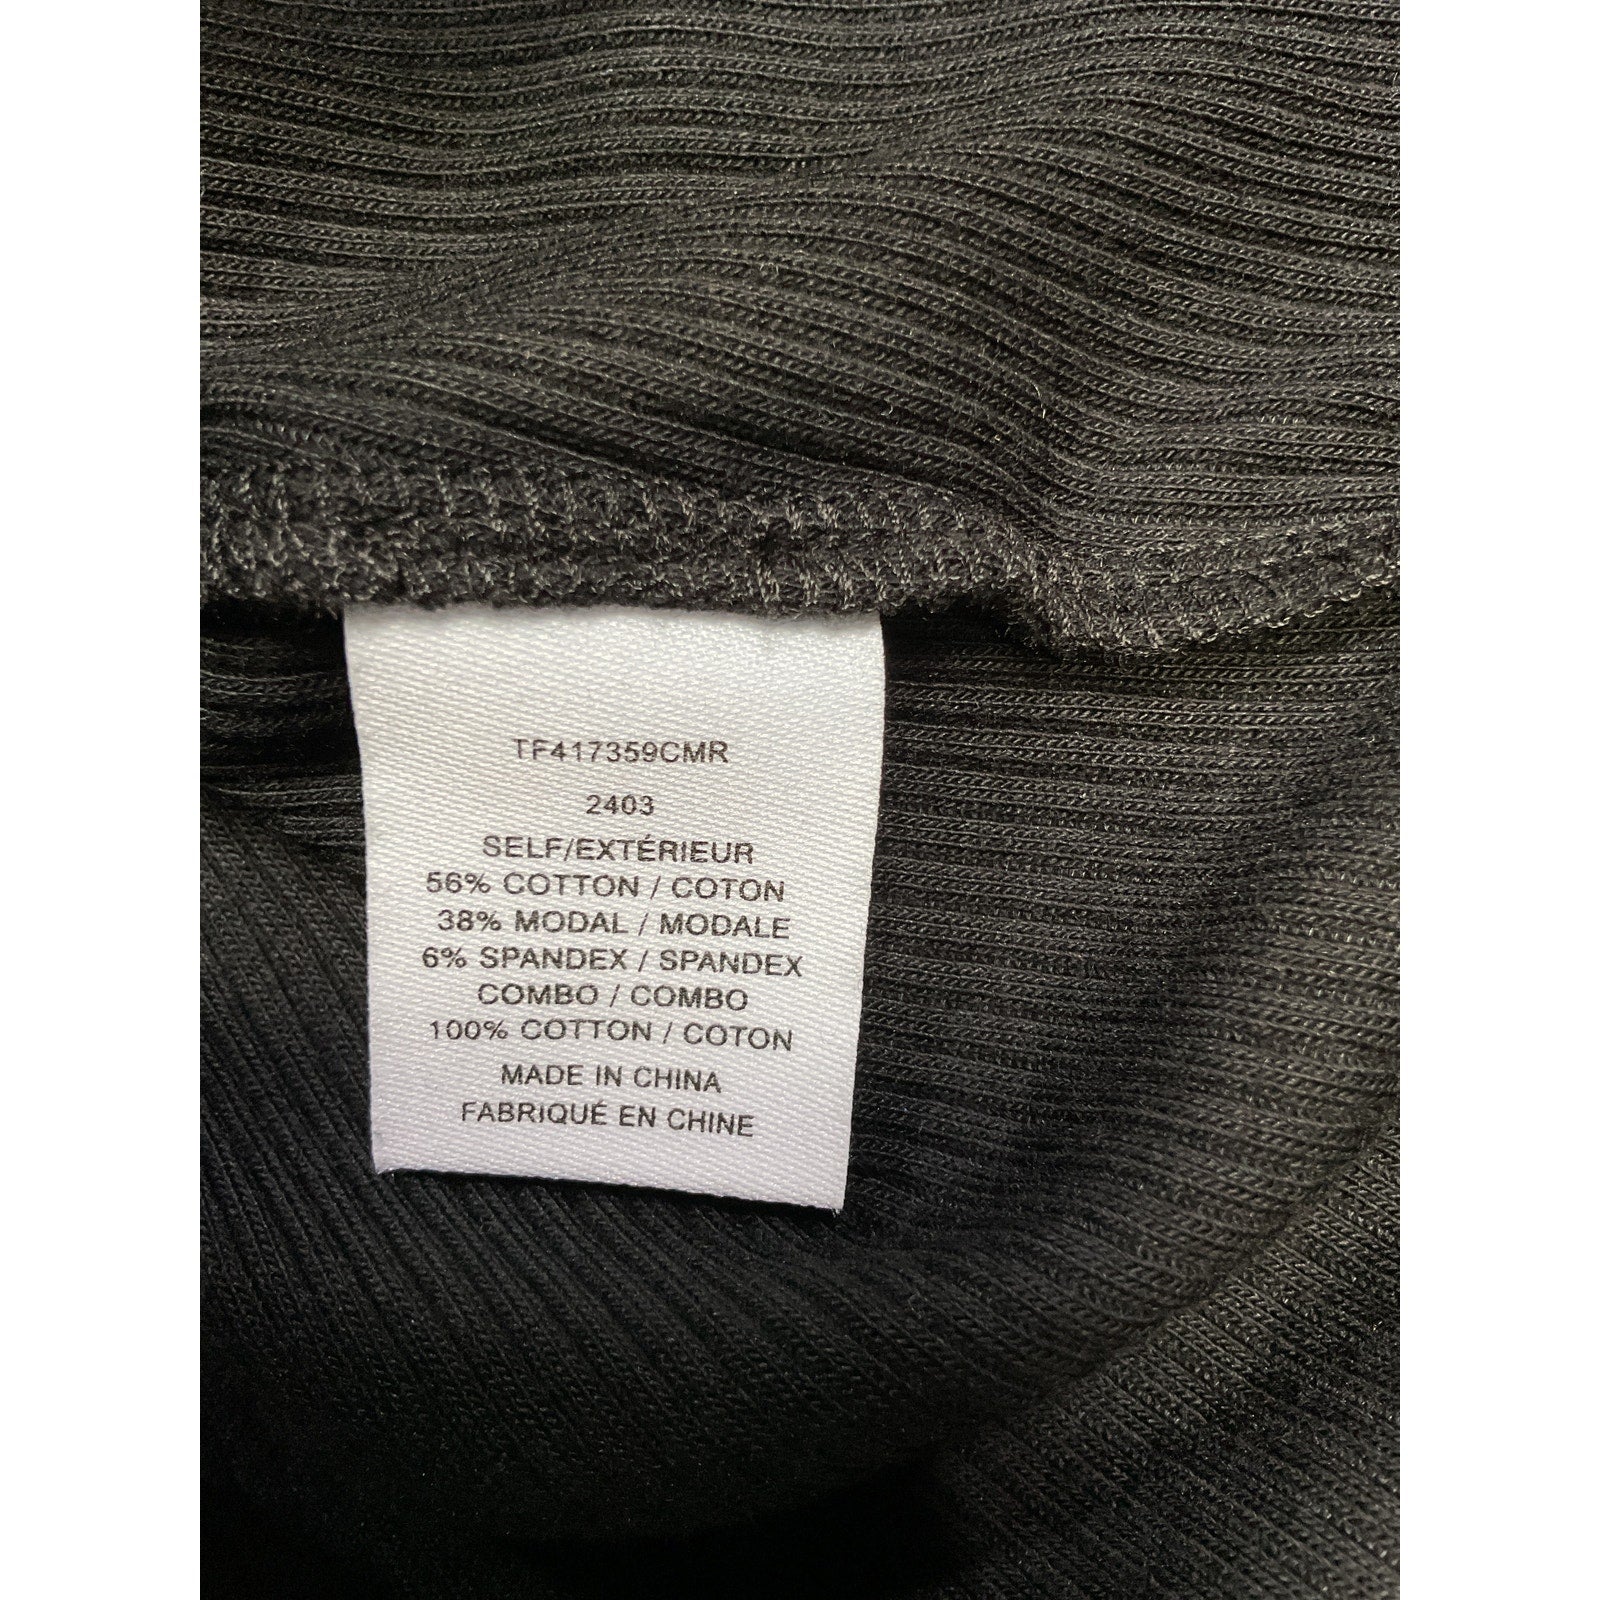 TF417359CMR
2403
SELF/EXTÉRIEUR
56% COTTON / COTON
38% MODAL / MODALE
6% SPANDEX / SPANDEX
COMBO / COMBO
100% COTTON / COTON
MADE IN CHINA
FABRIQUÉ EN CHINE